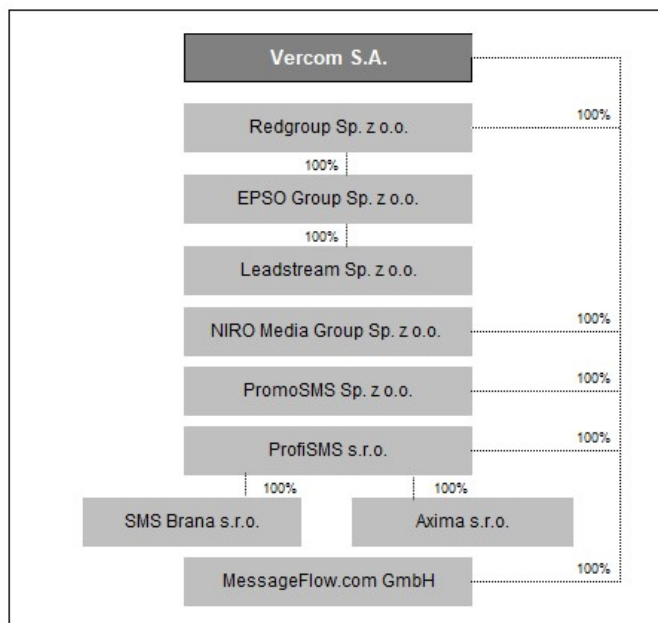 Vercom S.A.
100%
Redgroup Sp. z o.o.
100%
EPSO Group Sp. z o.o.
100%
Leadstream Sp. z o.o.
100%
NIRO Media Group Sp. z o.o.
100%
PromoSMS Sp. z o.o.
100%
ProfiSMS s.r.o.
100% 100%
SMS Brana s.r.o. Axima s.r.o.
100%
MessageFlow.com GmbH